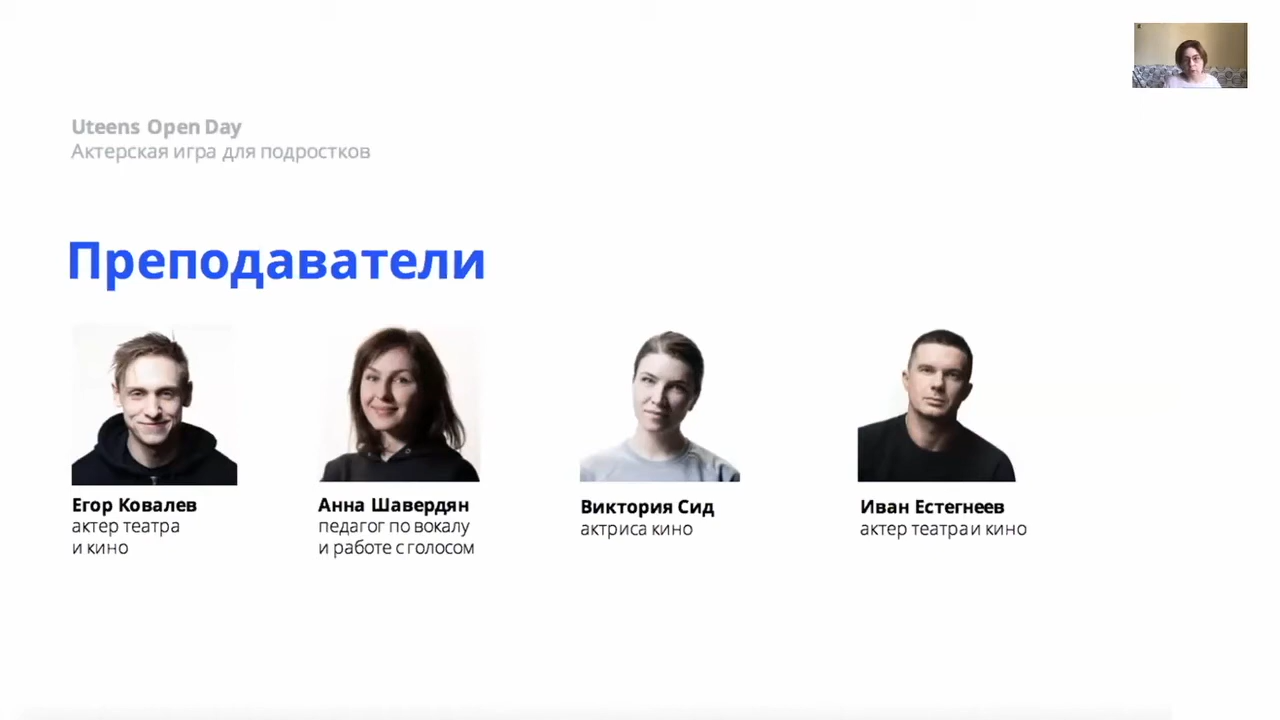 Uteens Open Day
Актерская игра для подростков
Преподаватели
Егор Ковалев
актер театра
и кино
Анна Шавердян
педагог по вокалу
и работе с голосом
Виктория Сид
актриса кино
Иван Естегнеев
актер театра и кино